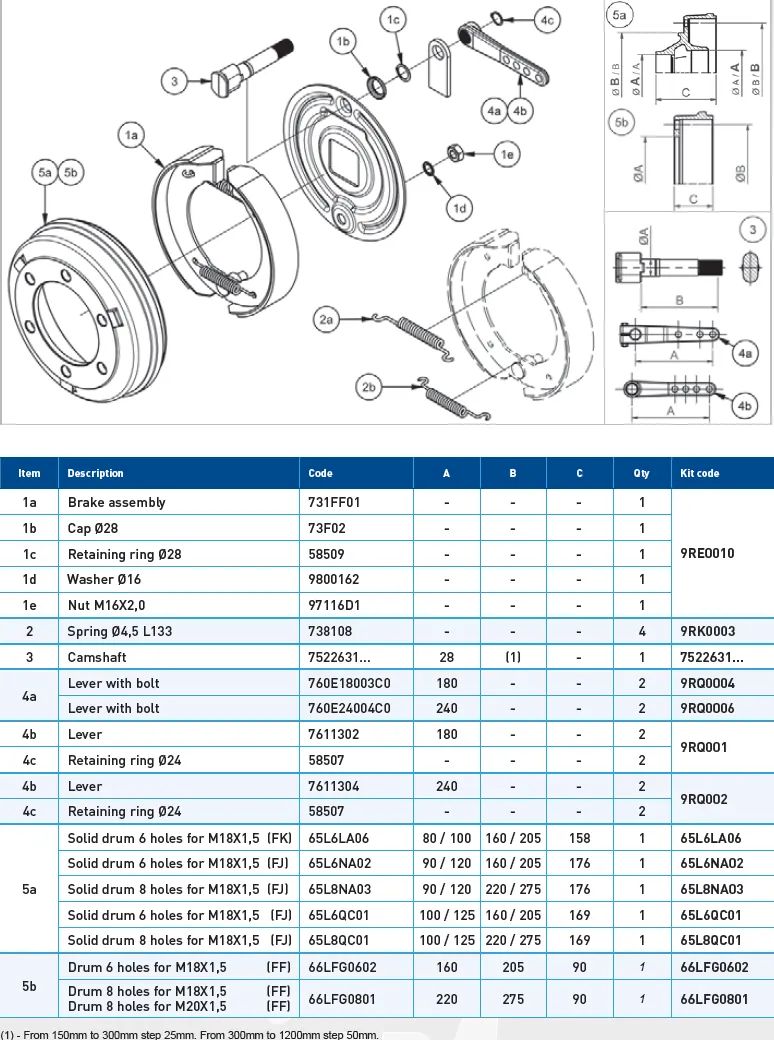 1c
4c
1b
3
4a 4b
1a
1e
5a 5b
1d
2a
2b
5a
Ø B / B
Ø A / A
Ø A / A
Ø B / B
C
5b
ØA
ØB
C
3
ØA
B
A
4a
A
4b
Item Description Code A B C Qty Kit code
1a Brake assembly 731FF01 - - - 1
1b Cap Ø28 73F02 - - - 1
1c Retaining ring Ø28 58509 - - - 1 9RE0010
1d Washer Ø16 9800162 - - - 1
1e Nut M16X2,0 97116D1 - - - 1
2 Spring Ø4,5 L133 738108 - - - 4 9RK0003
3 Camshaft 7522631... 28 (1) - 1 7522631...
4a Lever with bolt 760E18003C0 180 - - 2 9RQ0004
Lever with bolt 760E24004C0 240 - - 2 9RQ0006
4b Lever 7611302 180 - - 2 9RQ001
4c Retaining ring Ø24 58507 - - - 2
4b Lever 7611304 240 - - 2 9RQ002
4c Retaining ring Ø24 58507 - - - 2
5a Solid drum 6 holes for M18X1,5 (FK) 65L6LA06 80 / 100 160 / 205 158 1 65L6LA06
Solid drum 6 holes for M18X1,5 (FJ) 65L6NA02 90 / 120 160 / 205 176 1 65L6NA02
Solid drum 8 holes for M18X1,5 (FJ) 65L8NA03 90 / 120 220 / 275 176 1 65L8NA03
Solid drum 6 holes for M18X1,5 (FJ) 65L6QC01 100 / 125 160 / 205 169 1 65L6QC01
Solid drum 8 holes for M18X1,5 (FJ) 65L8QC01 100 / 125 220 / 275 169 1 65L8QC01
5b Drum 6 holes for M18X1,5 (FF) 66LFG0602 160 205 90 1 66LFG0602
Drum 8 holes for M18X1,5 (FF)
Drum 8 holes for M20X1,5 (FF) 66LFG0801 220 275 90 1 66LFG0801
(1) - From 150mm to 300mm step 25mm. From 300mm to 1200mm step 50mm.